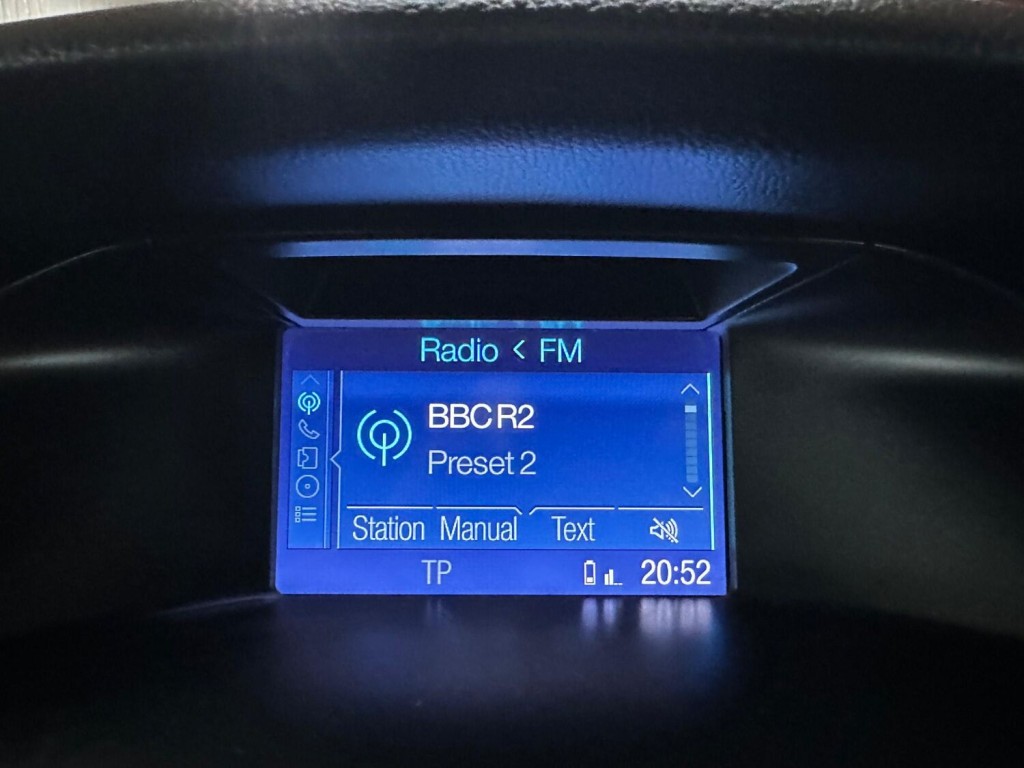 Radio < FM
BBC R2
Preset 2
Station Manual Text
TP 20:52